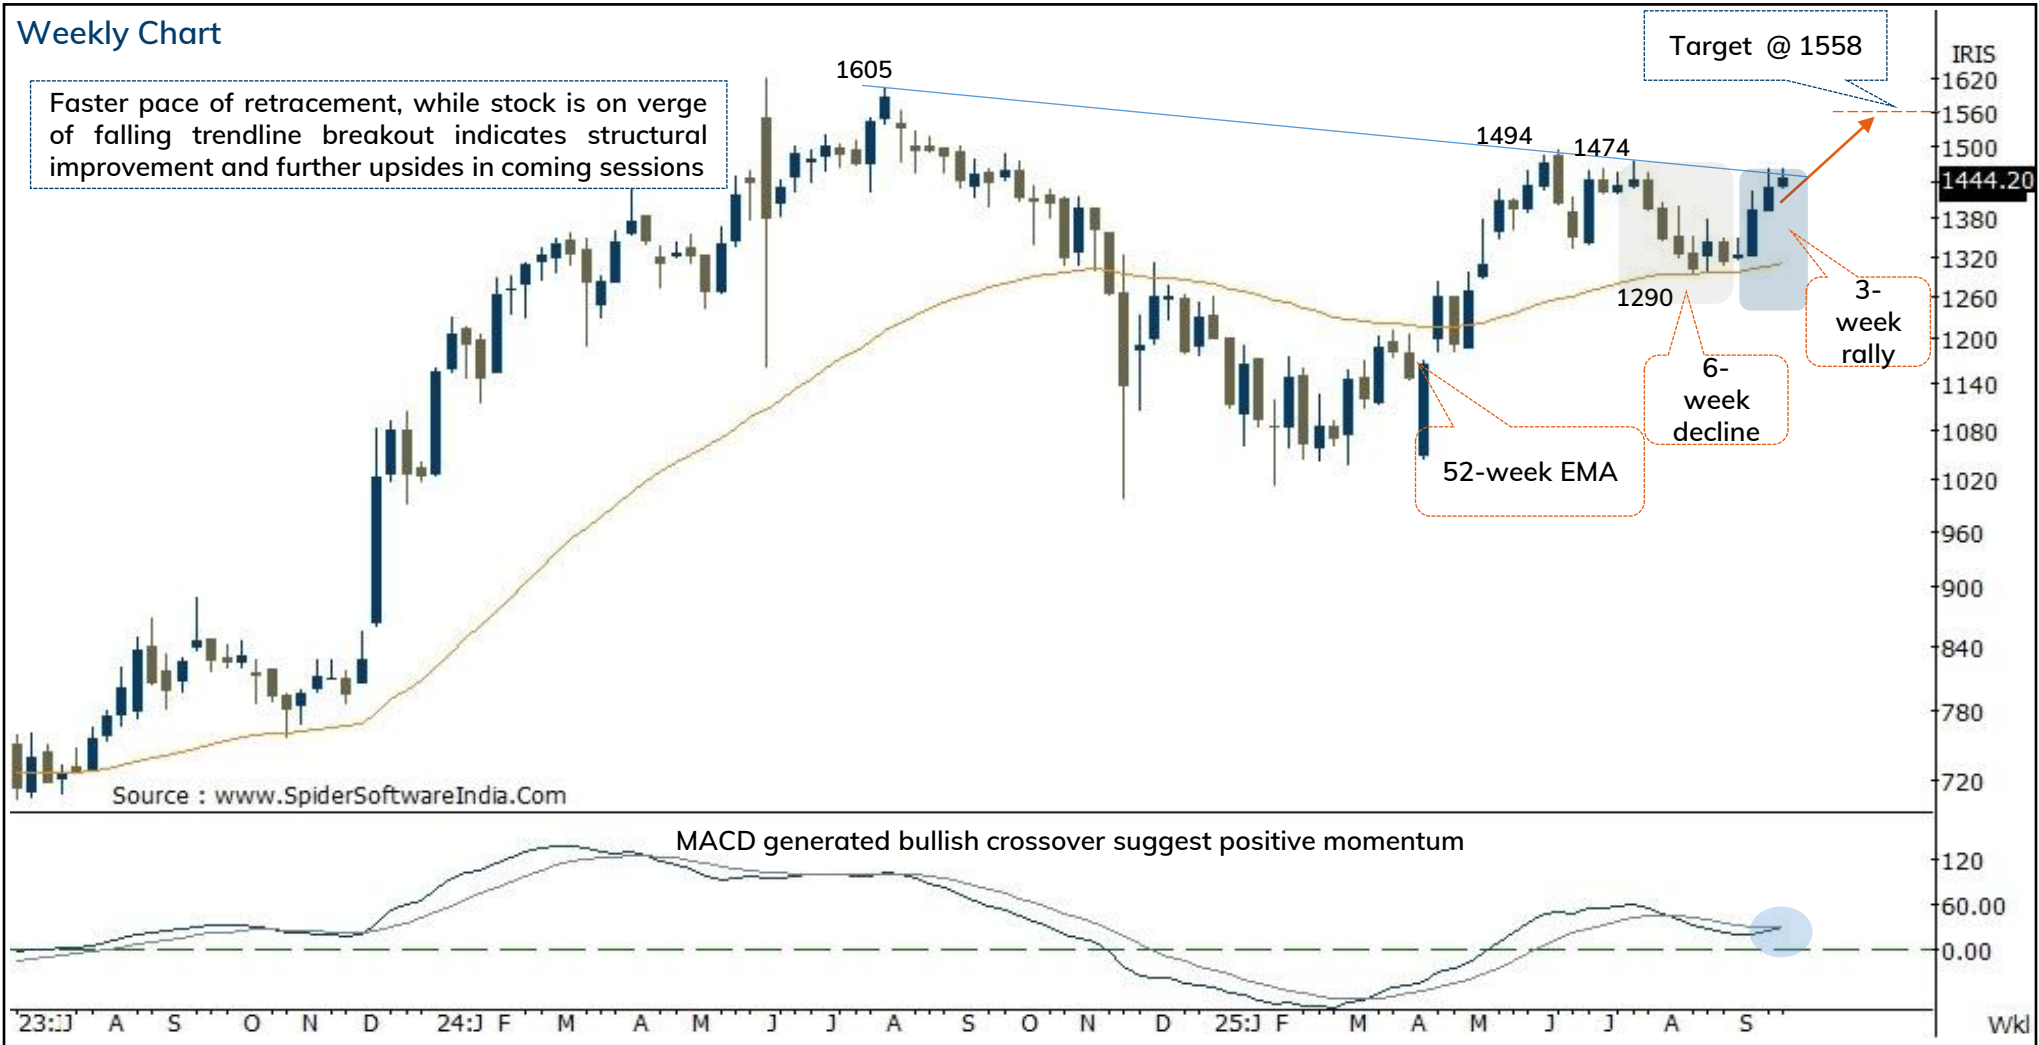 Weekly Chart
Faster pace of retracement, while stock is on verge
of falling trendline breakout indicates structural
improvement and further upsides in coming sessions
1605
1494
1474
1290
Target @ 1558
3-
week
rally
6-
week
decline
52-week EMA
IRIS
1620
1560
1500
1444.20
1380
1320
1260
1200
1140
1080
1020
960
900
840
780
720
Source : www.SpiderSoftwareIndia.Com
MACD generated bullish crossover suggest positive momentum
120
60.00
0.00
23:JJ A S O N D 24:J F M A M J J A S O N D 25:J F M A M J J A S Wkl